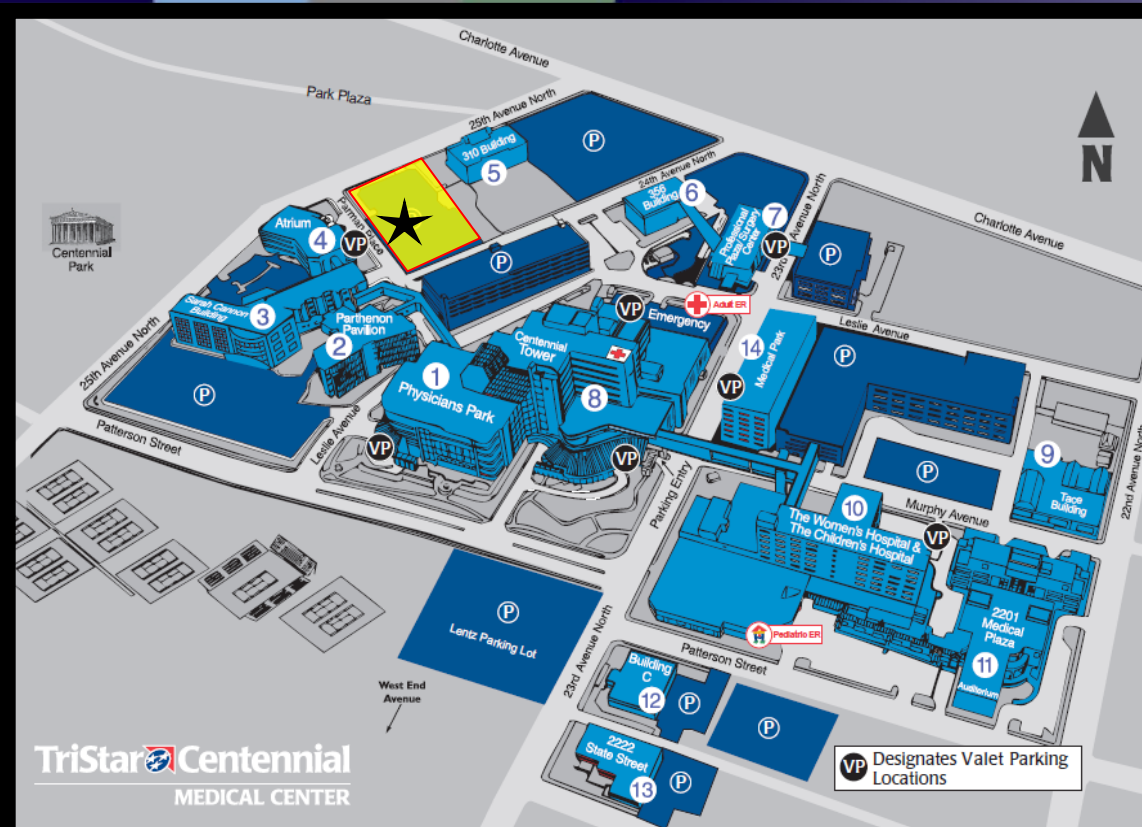 Charlotte Avenue
Park Plaza
25th Avenue North
310 Building
5
P
24th Avenue North
356
Building
6
7
Professional
Plaza/Surgery
Center
VP
23rd Avenue North
P
Charlotte Avenue
N
Centennial
Park
Parman Place
Atrium
4
VP
P
VP
Emergency
Adult ER
Leslie Avenue
Sarah Cannon
Building
3
Parthenon
Pavilion
2
Centennial
Tower
8
14
Medical Park
VP
P
25th Avenue North
P
1
Physicians Park
Patterson Street
Leslie Avenue
VP
VP
Parking Entry
P
9
Tace
Building
22nd Avenue North
Murphy Avenue
10
The Women's Hospital &
The Children's Hospital
VP
P
Lentz Parking Lot
23rd Avenue North
Pediatric ER
2201
Medical
Plaza
11
Auditorium
Patterson Street
Building
C
12
P
P
West End
Avenue
2222
State Street
13
P
TriStar Centennial
MEDICAL CENTER
VP Designates Valet Parking
Locations